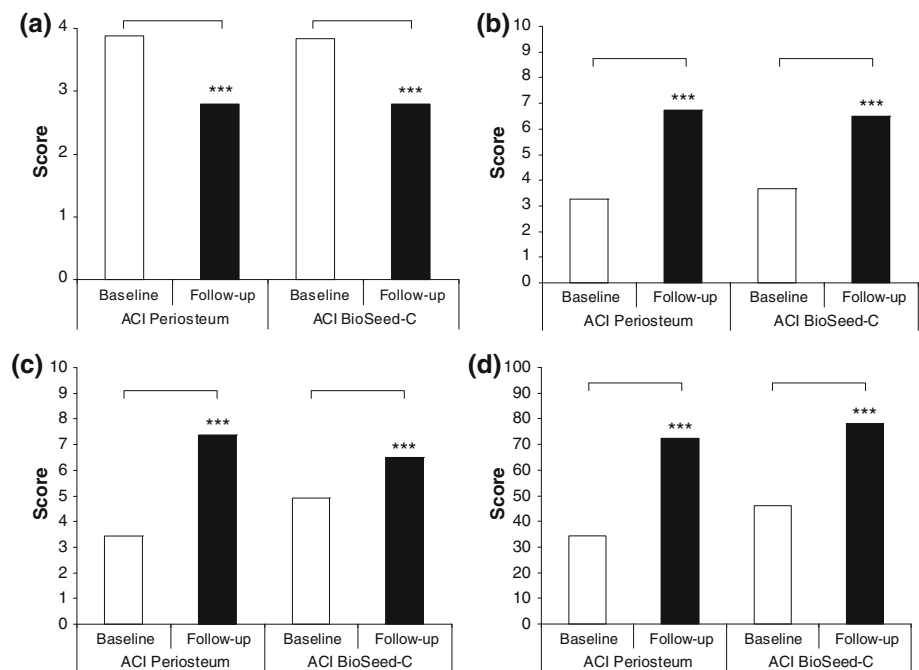 (a)
4
3
2
1
0
Score
*** ***
Baseline Follow-up Baseline Follow-up
ACI Periosteum ACI BioSeed-C
(b)
10
9
8
7
6
5
4
3
2
1
0
Score
*** ***
Baseline Follow-up Baseline Follow-up
ACI Periosteum ACI BioSeed-C
(c)
10
9
8
7
6
5
4
3
2
1
0
Score
*** ***
Baseline Follow-up Baseline Follow-up
ACI Periosteum ACI BioSeed-C
(d)
100
90
80
70
60
50
40
30
20
10
0
Score
*** ***
Baseline Follow-up Baseline Follow-up
ACI Periosteum ACI BioSeed-C